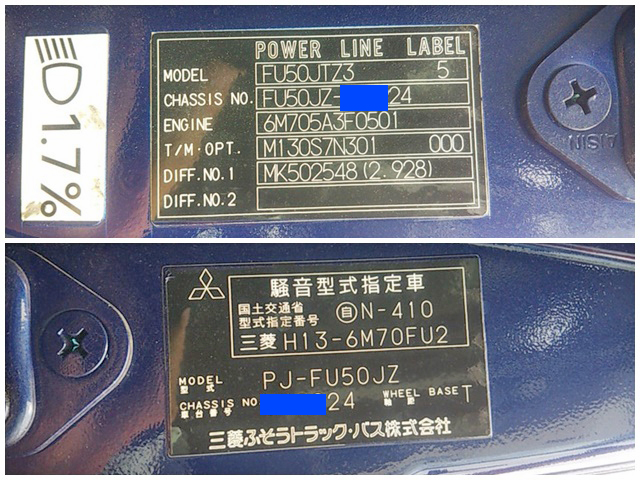 1.7%
POWER LINE LABEL
MODEL FU50JTZ3 5
CHASSIS NO. FU50JZ- 24
ENGINE 6M705A3F0501
T/M·OPT. M130S7N301 000
DIFF.NO.1 MK502548(2.928)
DIFF.NO.2
AISIN
騒音型式指定車
国土交通省
型式指定番号 自N-410
三菱 H13-6M70FU2
MODEL
型式 PJ-FU50JZ
CHASSIS NO 24 WHEEL BASE T
車台番号 軸距
三菱ふそうトラック・バス株式会社